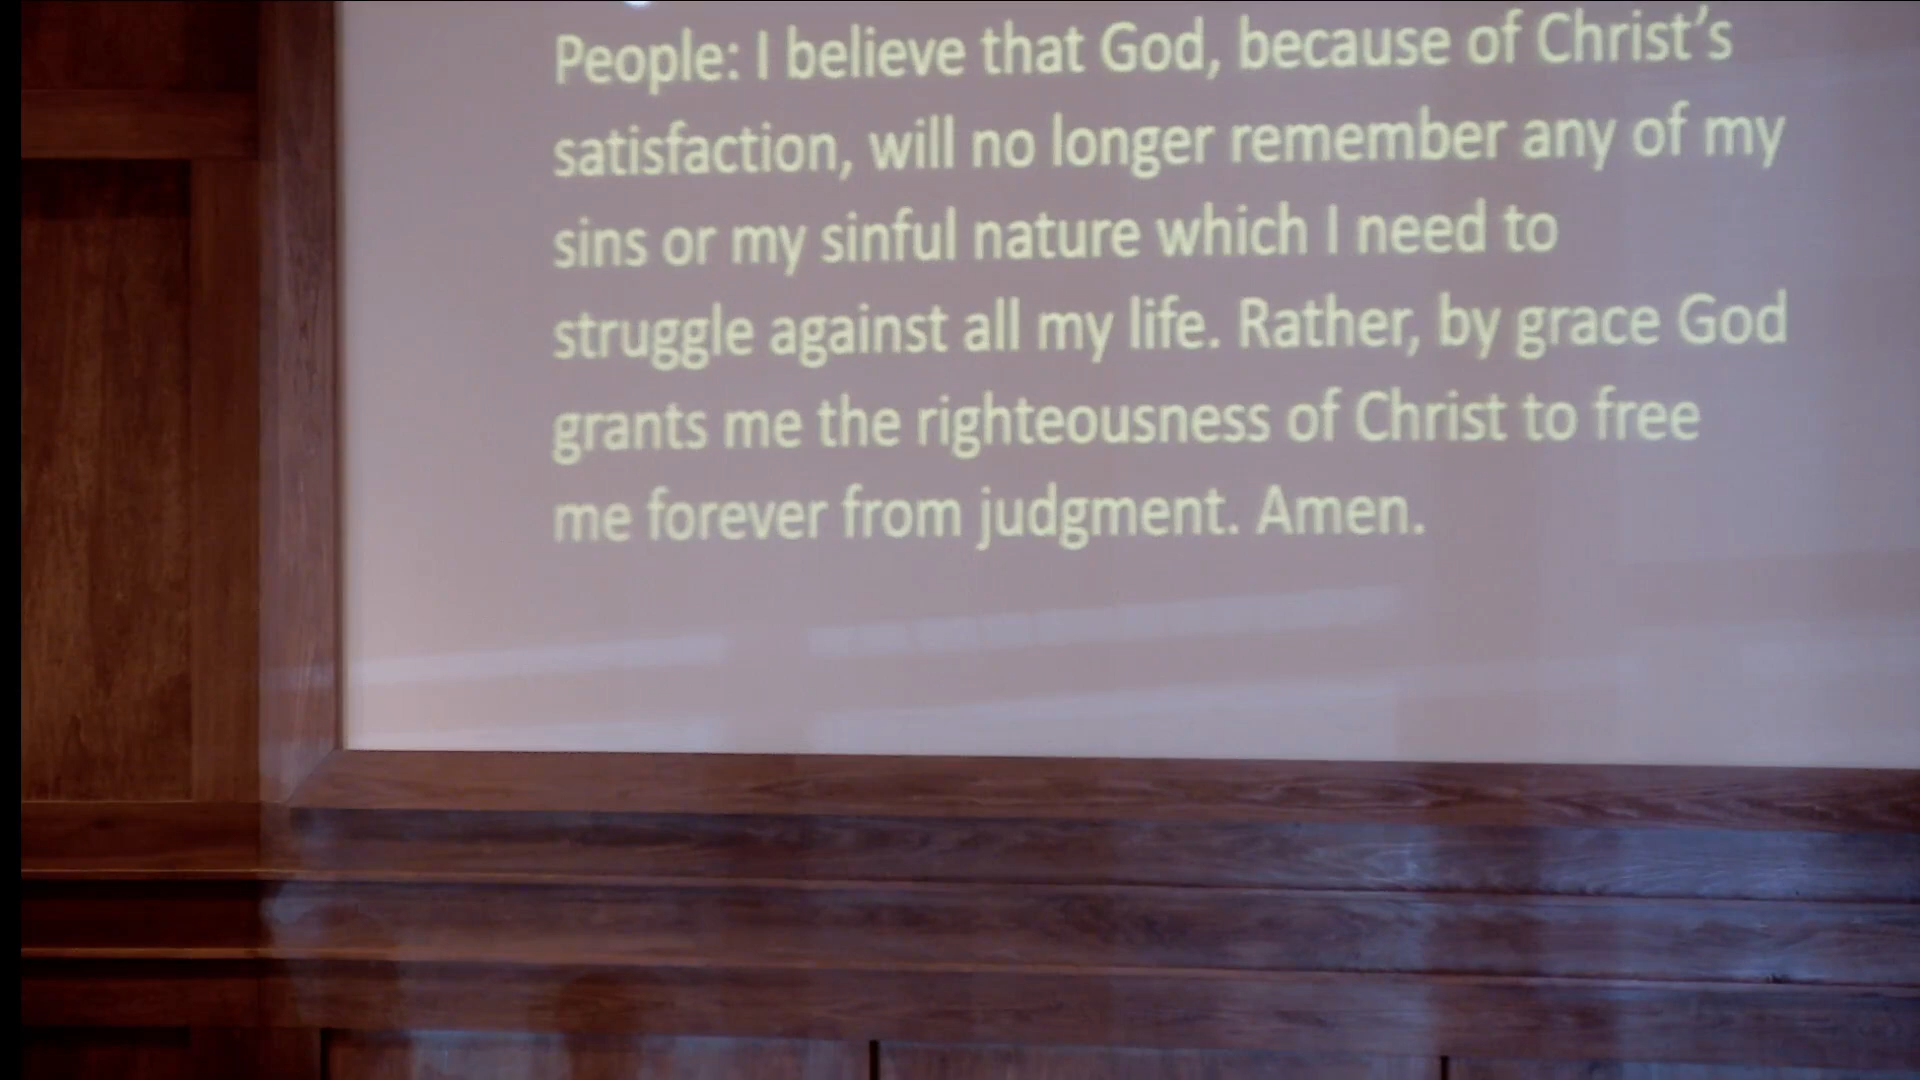 People: I believe that God, because of Christ's
satisfaction, will no longer remember any of my
sins or my sinful nature which I need to
struggle against all my life. Rather, by grace God
grants me the righteousness of Christ to free
me forever from judgment. Amen.